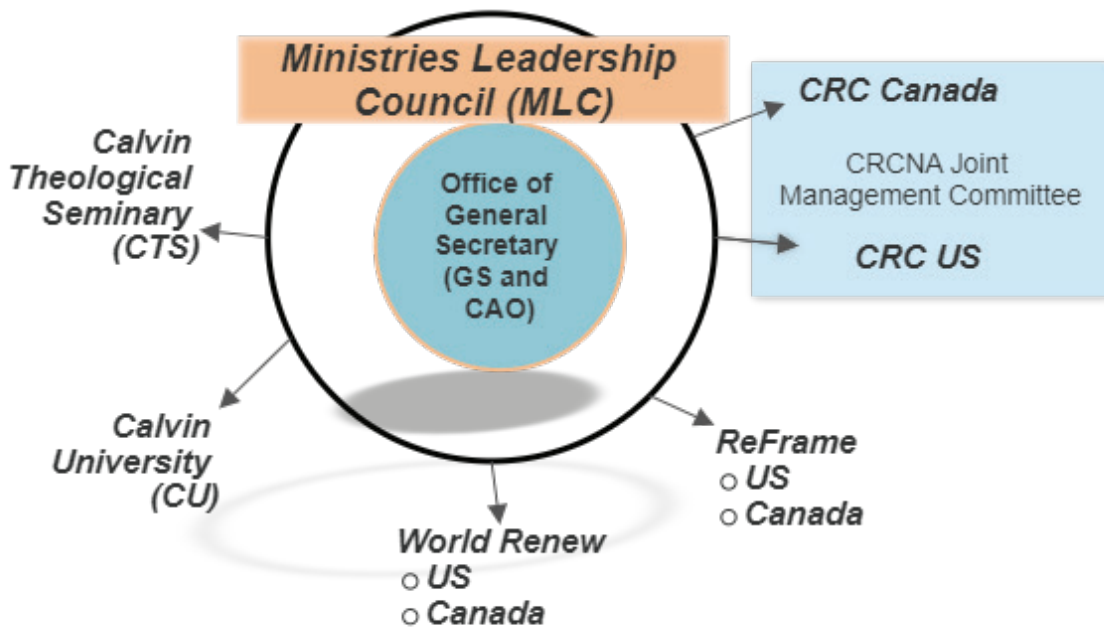 Ministries Leadership
Council (MLC)
CRC Canada
CRCNA Joint
Management Committee
CRC US
Calvin
Theological
Seminary
(CTS)
Office of
General
Secretary
(GS and
CAO)
Calvin
University
(CU)
World Renew
US
Canada
ReFrame
US
Canada